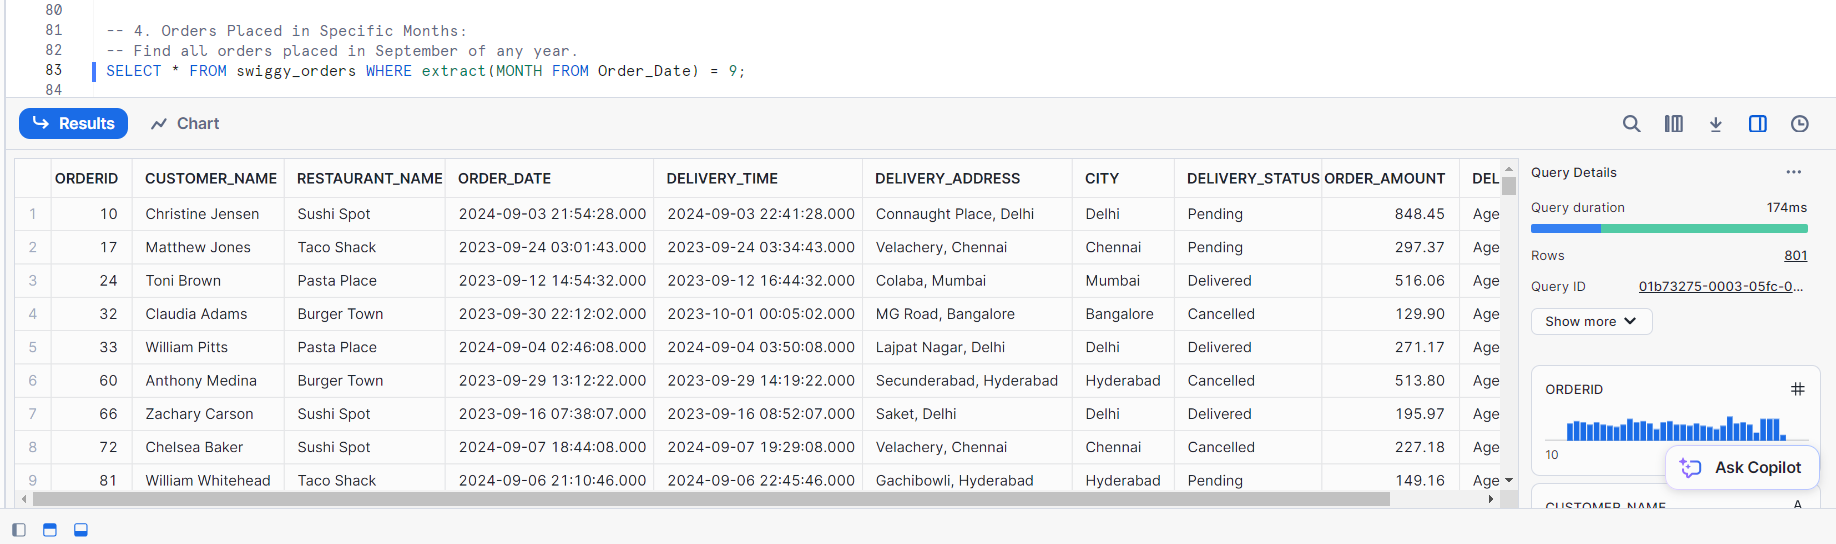 80
81 -- 4. Orders Placed in Specific Months:
82 -- Find all orders placed in September of any year.
83 SELECT * FROM swiggy_orders WHERE extract(MONTH FROM Order_Date) = 9;
84
Results Chart
ORDERID CUSTOMER_NAME RESTAURANT_NAME ORDER_DATE DELIVERY_TIME DELIVERY_ADDRESS CITY DELIVERY_STATUS ORDER_AMOUNT DEL
1 10 Christine Jensen Sushi Spot 2024-09-03 21:54:28.000 2024-09-03 22:41:28.000 Connaught Place, Delhi Delhi Pending 848.45 Age
2 17 Matthew Jones Taco Shack 2023-09-24 03:01:43.000 2023-09-24 03:34:43.000 Velachery, Chennai Chennai Pending 297.37 Age
3 24 Toni Brown Pasta Place 2023-09-12 14:54:32.000 2023-09-12 16:44:32.000 Colaba, Mumbai Mumbai Delivered 516.06 Age
4 32 Claudia Adams Burger Town 2023-09-30 22:12:02.000 2023-10-01 00:05:02.000 MG Road, Bangalore Bangalore Cancelled 129.90 Age
5 33 William Pitts Pasta Place 2024-09-04 02:46:08.000 2024-09-04 03:50:08.000 Lajpat Nagar, Delhi Delhi Delivered 271.17 Age
6 60 Anthony Medina Burger Town 2023-09-29 13:12:22.000 2023-09-29 14:19:22.000 Secunderabad, Hyderabad Hyderabad Cancelled 513.80 Age
7 66 Zachary Carson Sushi Spot 2023-09-16 07:38:07.000 2023-09-16 08:52:07.000 Saket, Delhi Delhi Delivered 195.97 Age
8 72 Chelsea Baker Sushi Spot 2024-09-07 18:44:08.000 2024-09-07 19:29:08.000 Velachery, Chennai Chennai Cancelled 227.18 Age
9 81 William Whitehead Taco Shack 2024-09-06 21:10:46.000 2024-09-06 22:45:46.000 Gachibowli, Hyderabad Hyderabad Pending 149.16 Age
Query Details
Query duration 174ms
Rows 801
Query ID 01b73275-0003-05fc-0...
Show more
ORDERID
10
Ask Copilot
CUSTOMER_NAME A